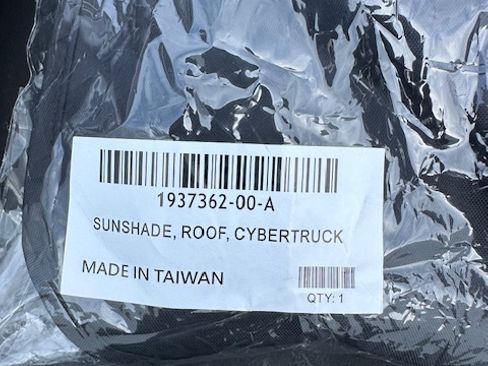 1937362-00-A
SUNSHADE, ROOF, CYBERTRUCK
MADE IN TAIWAN
QTY: 1